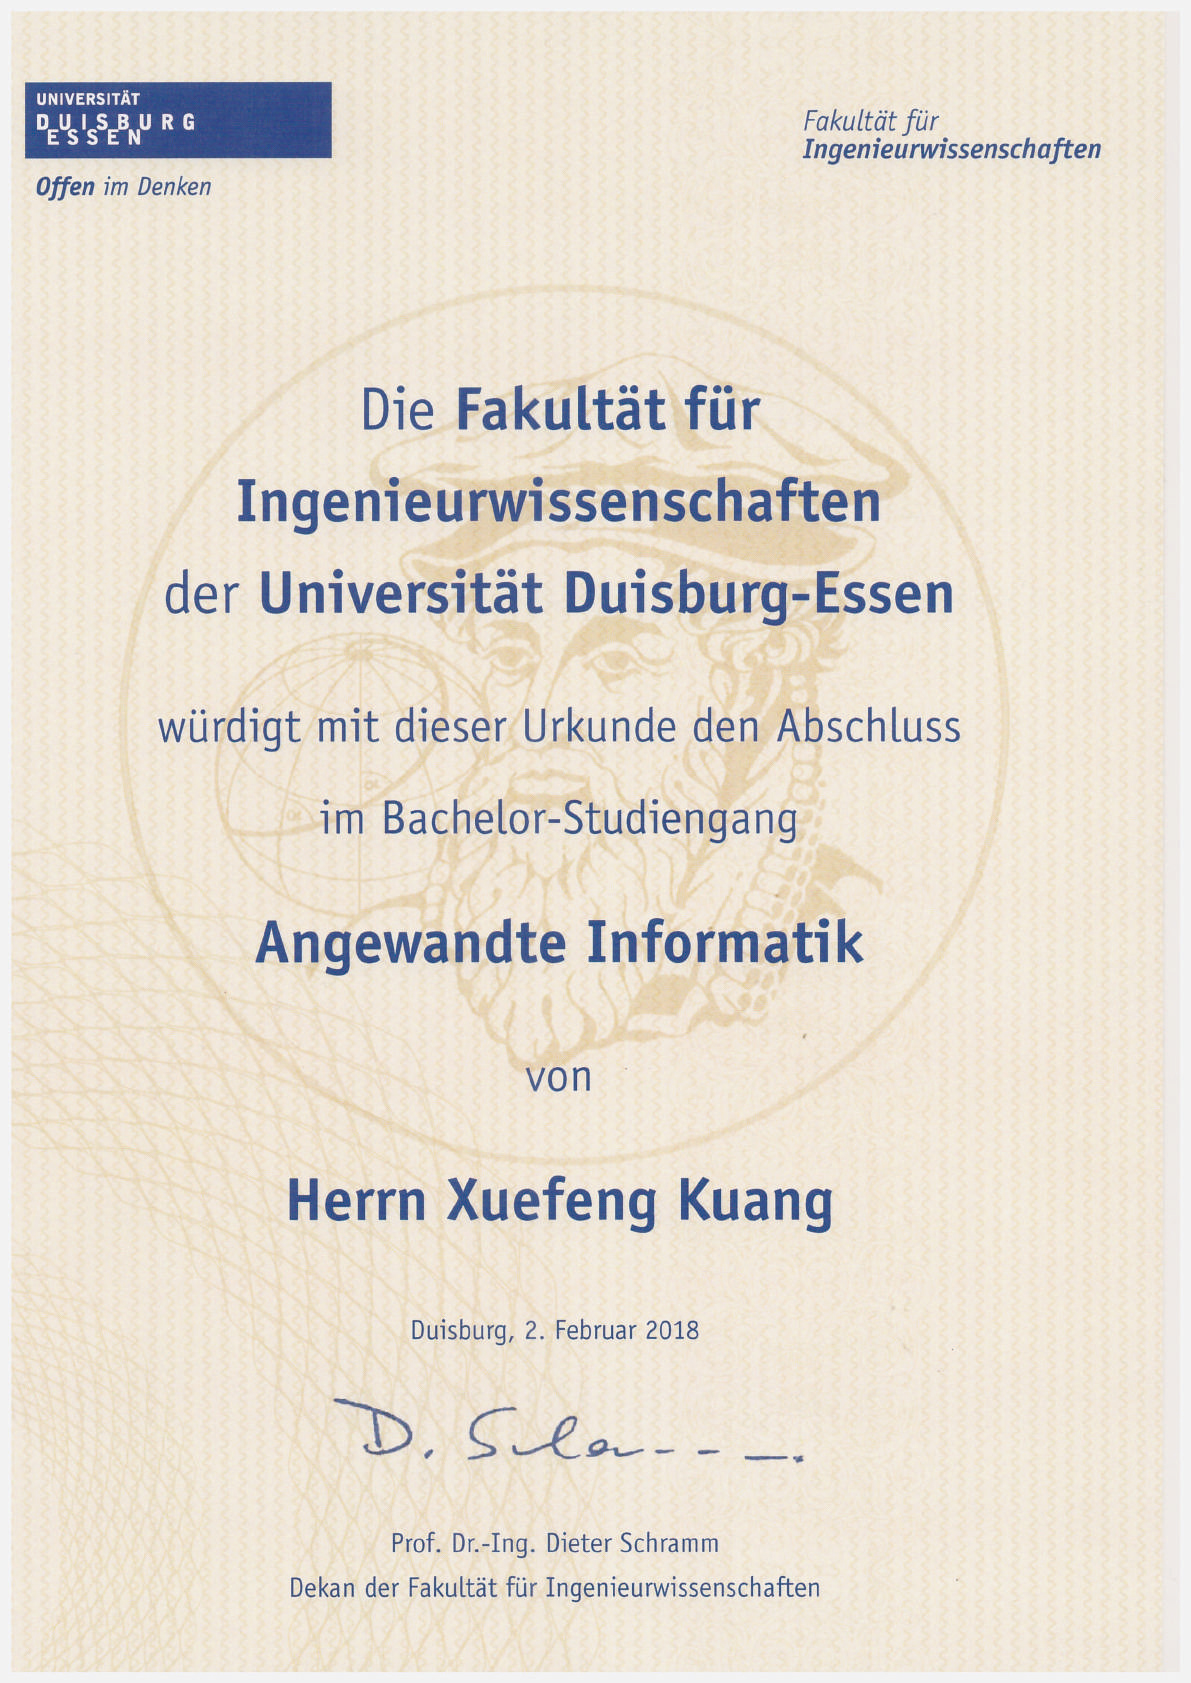 UNIVERSITÄT
DUISBURG
ESSEN
Offen im Denken
Fakultät für
Ingenieurwissenschaften
Die Fakultät für
Ingenieurwissenschaften
der Universität Duisburg-Essen
würdigt mit dieser Urkunde den Abschluss
im Bachelor-Studiengang
Angewandte Informatik
von
Herrn Xuefeng Kuang
Duisburg, 2. Februar 2018
Prof. Dr.-Ing. Dieter Schramm
Dekan der Fakultät für Ingenieurwissenschaften